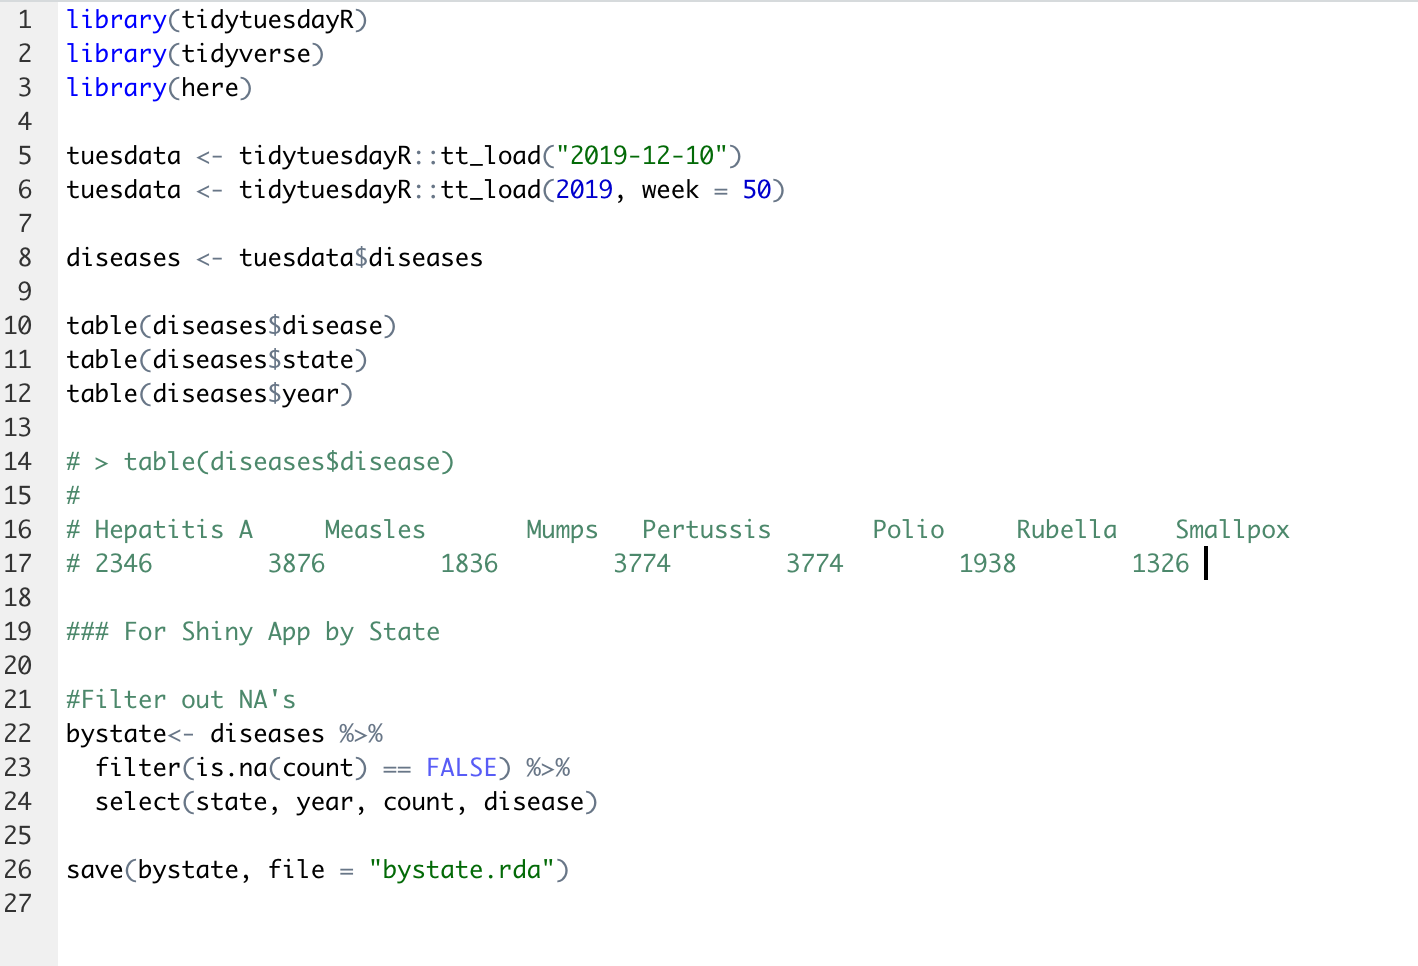 1 library(tidytuesdayR)
2 library(tidyverse)
3 library(here)
4
5 tuesdata <- tidytuesdayR::tt_load("2019-12-10")
6 tuesdata <- tidytuesdayR::tt_load(2019, week = 50)
7
8 diseases <- tuesdata$diseases
9
10 table(diseases$disease)
11 table(diseases$state)
12 table(diseases$year)
13
14 # > table(diseases$disease)
15 #
16 # Hepatitis A     Measles       Mumps   Pertussis       Polio     Rubella    Smallpox
17 # 2346        3876        1836        3774        3774        1938        1326
18
19 ### For Shiny App by State
20
21 #Filter out NA's
22 bystate<- diseases %>%
23   filter(is.na(count) == FALSE) %>%
24   select(state, year, count, disease)
25
26 save(bystate, file = "bystate.rda")
27